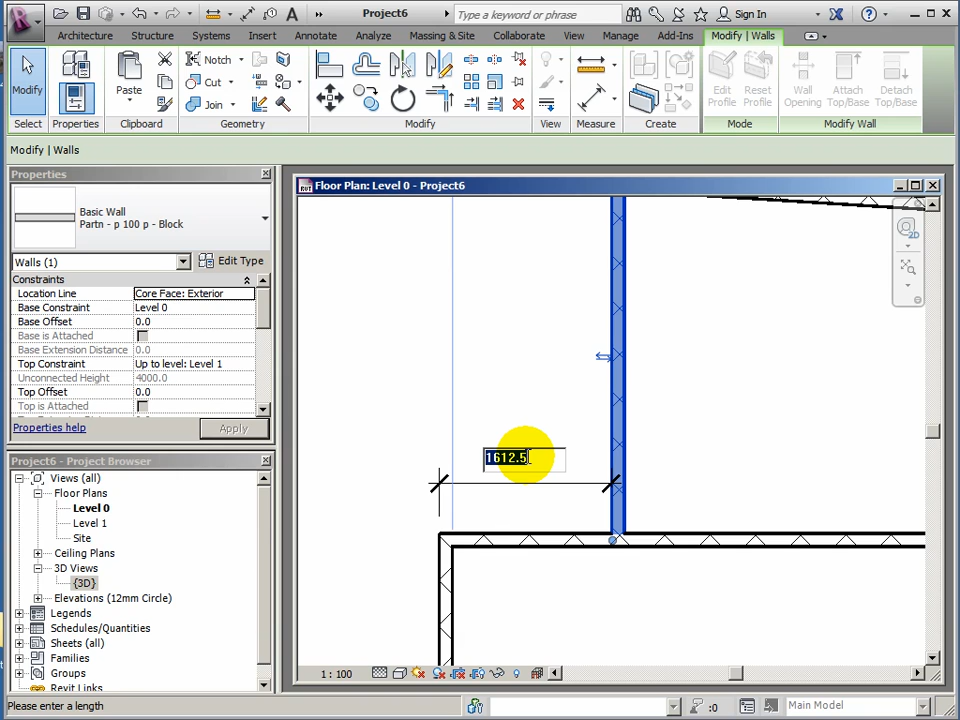 Project6
Type a keyword or phrase
Sign In
Architecture Structure Systems Insert Annotate Analyze Massing & Site Collaborate View Manage Add-Ins Modify | Walls
Modify
Paste
Notch
Cut
Join
Edit Profile
Reset Profile
Wall Opening
Attach Top/Base
Detach Top/Base
Select Properties Clipboard Geometry Modify View Measure Create Mode Modify Wall
Modify | Walls
Properties
Basic Wall
Partn - p 100 p - Block
Walls (1)
Edit Type
Constraints
Location Line Core Face: Exterior
Base Constraint Level 0
Base Offset 0.0
Base is Attached
Base Extension Distance 0.0
Top Constraint Up to level: Level 1
Unconnected Height 4000.0
Top Offset 0.0
Top is Attached
Properties help
Apply
Project6 - Project Browser
Views (all)
Floor Plans
Level 0
Level 1
Site
Ceiling Plans
3D Views
{3D}
Elevations (12mm Circle)
Legends
Schedules/Quantities
Sheets (all)
Families
Groups
Revit Links
Floor Plan: Level 0 - Project6
2D
1612.5
1 : 100
Please enter a length
:0
Main Model